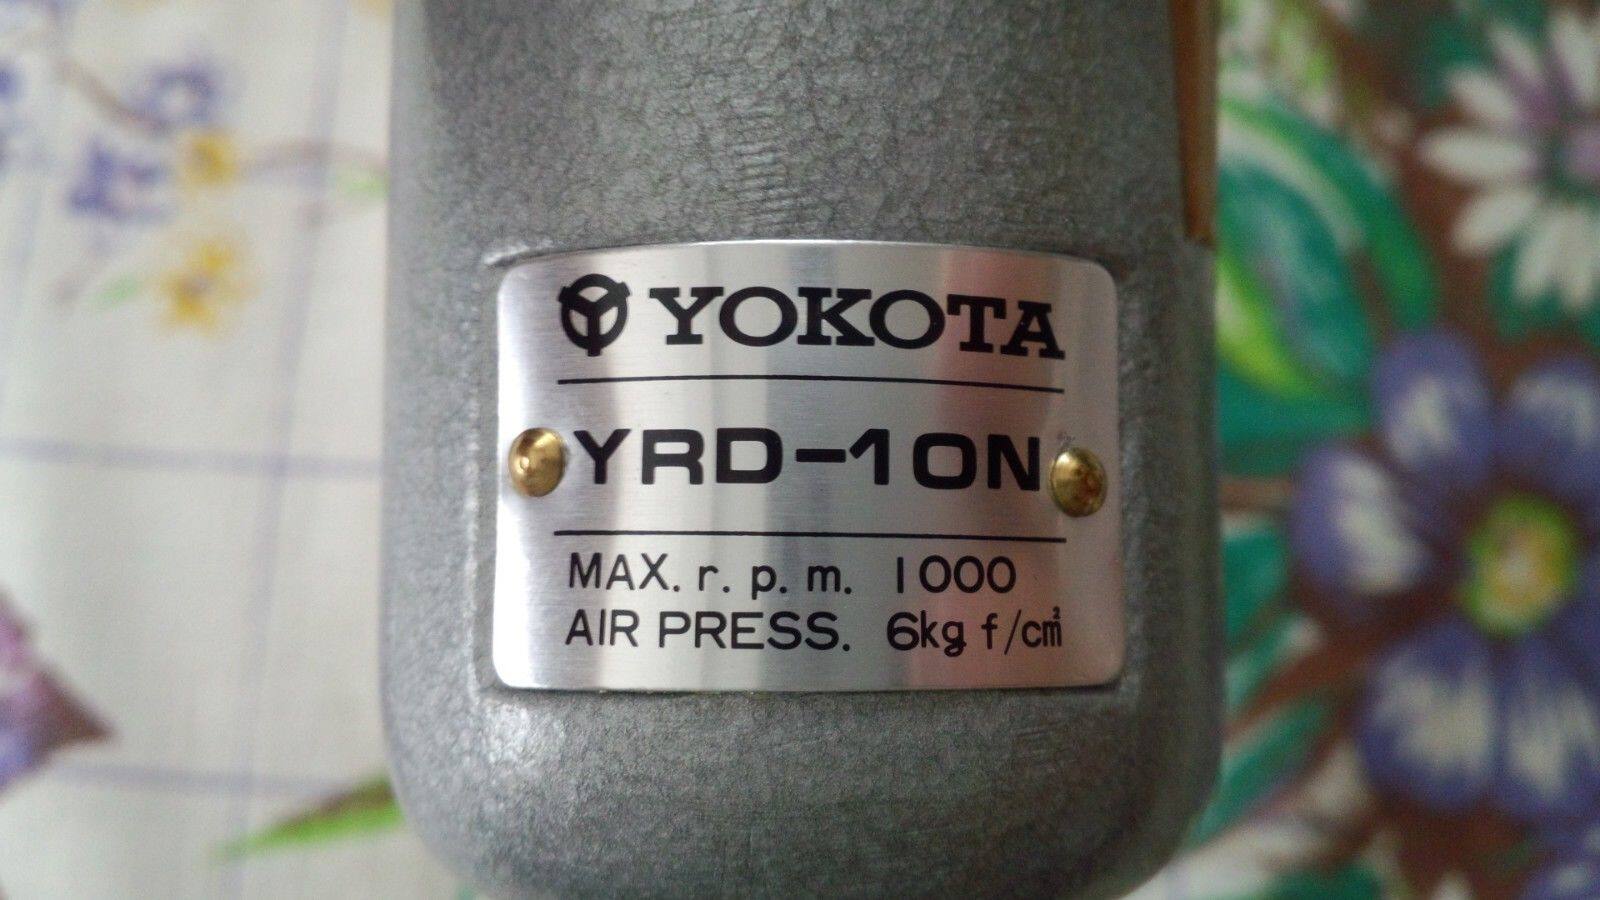 YOKOTA
YRD-10N
MAX. r. p. m. 1000
AIR PRESS. 6kg f/cm²